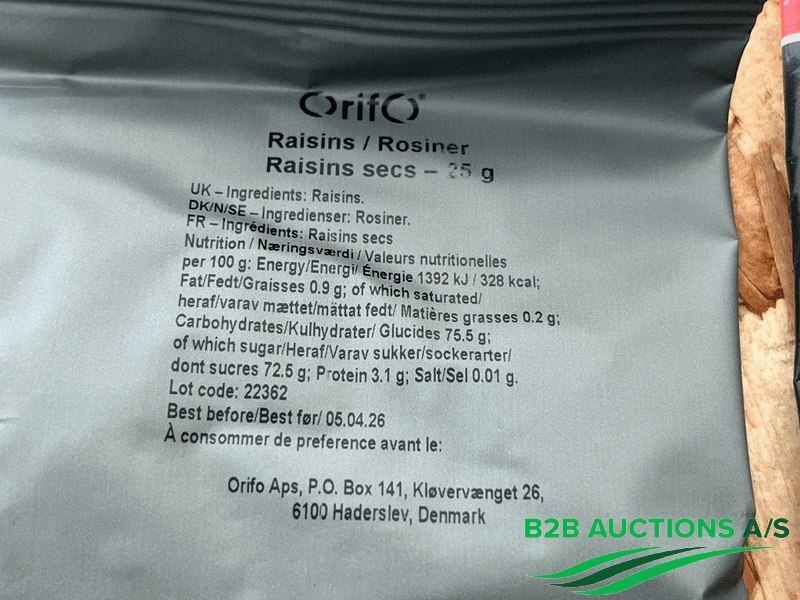 OrifO®
Raisins / Rosiner
Raisins secs – 25 g
UK – Ingredients: Raisins.
DK/N/SE – Ingredienser: Rosiner.
FR – Ingrédients: Raisins secs
Nutrition / Næringsværdi / Valeurs nutritionelles
per 100 g: Energy/Energi/ Énergie 1392 kJ / 328 kcal;
Fat/Fedt/Graisses 0.9 g; of which saturated/
heraf/varav mættet/mättat fedt/ Matières grasses 0.2 g;
Carbohydrates/Kulhydrater/ Glucides 75.5 g;
of which sugar/Heraf/Varav sukker/sockerarter/
dont sucres 72.5 g; Protein 3.1 g; Salt/Sel 0.01 g.
Lot code: 22362
Best before/Best før/ 05.04.26
À consommer de preference avant le:
Orifo Aps, P.O. Box 141, Kløvervænget 26,
6100 Haderslev, Denmark
B2B AUCTIONS A/S